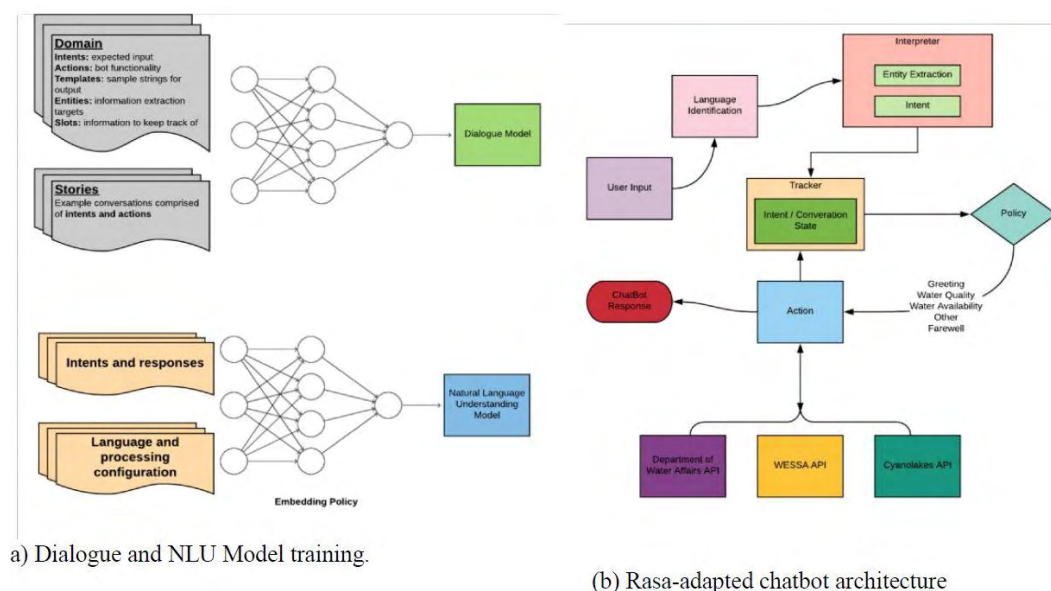 Domain
Intents: expected input
Actions: bot functionality
Templates: sample strings for
output
Entities: information extraction
targets
Slots: information to keep track of
Dialogue Model
Stories
Example conversations comprised
of intents and actions
Intents and responses
Natural Language
Understanding
Model
Language and
processing
configuration
Embedding Policy
a) Dialogue and NLU Model training.
Interpreter
Entity Extraction
Intent
Language
Identification
User Input
Tracker
Intent / Converation
State
Policy
Greeting
Water Quality
Water Availability
Other
Farewell
ChatBot
Response
Action
Department of
Water Affairs API
WESSA API
Cyanolakes API
(b) Rasa-adapted chatbot architecture